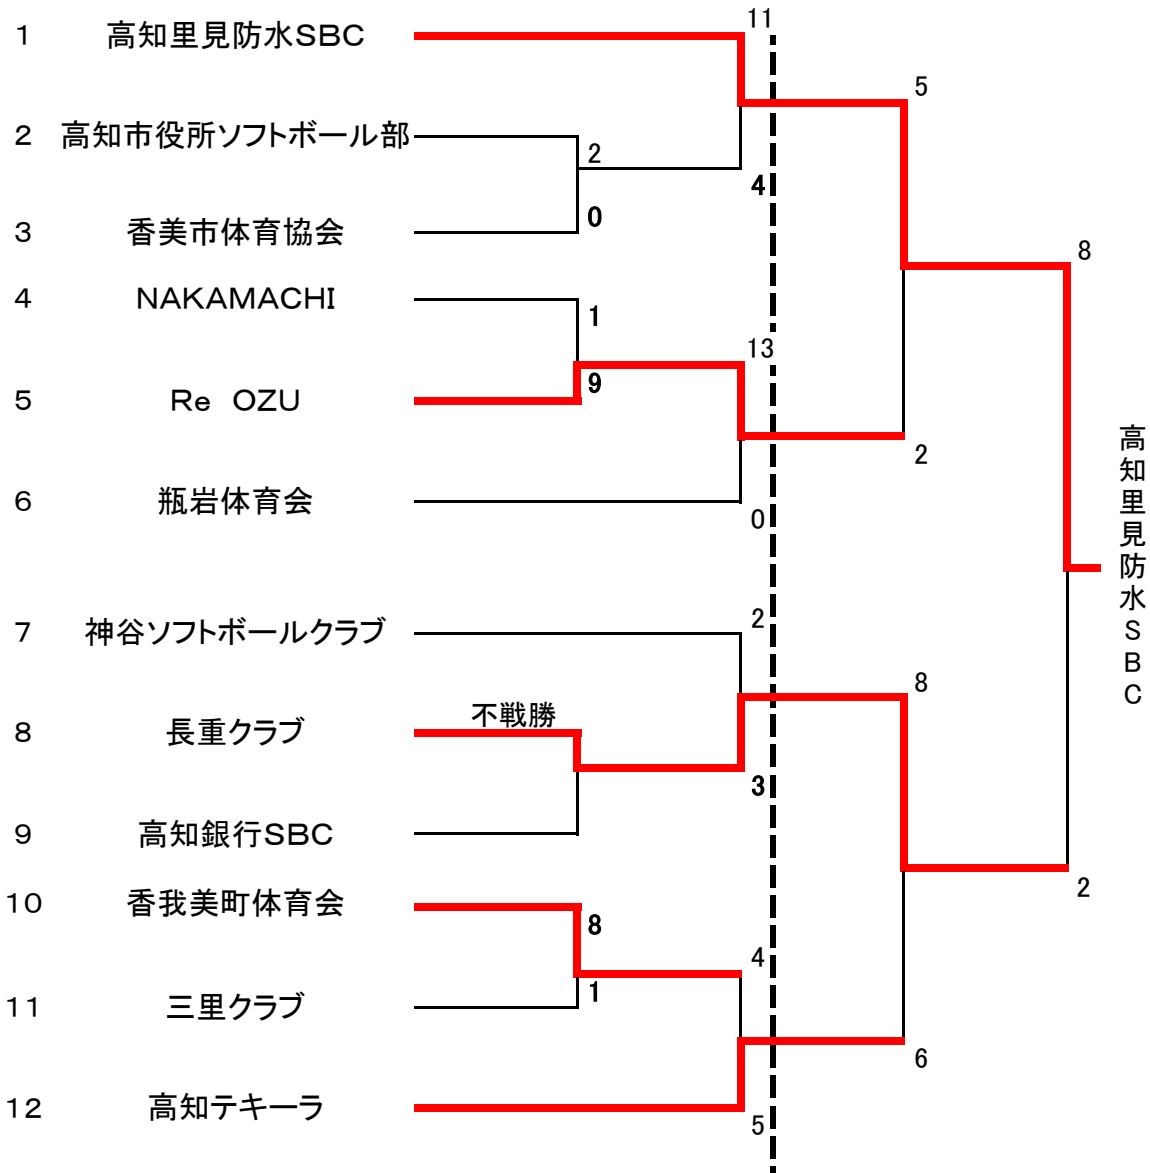 11
1 高知里見防水SBC
5
2 高知市役所ソフトボール部
2
4
0
3 香美市体育協会
8
4 NAKAMACHI
1
13
9
5 Re OZU
2
6 瓶岩体育会
0
高知里見防水SBC
2
7 神谷ソフトボールクラブ
8
不戦勝
8 長重クラブ
3
9 高知銀行SBC
2
10 香我美町体育会
8
4
1
11 三里クラブ
6
12 高知テキーラ
5